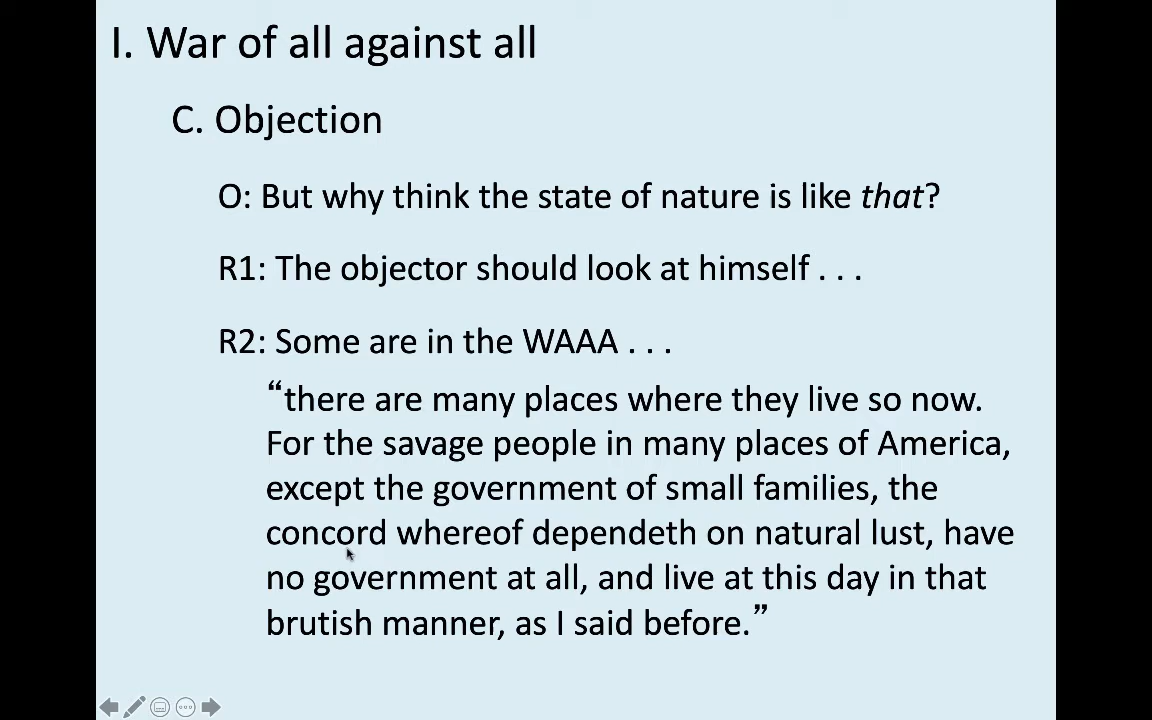 I. War of all against all
C. Objection
O: But why think the state of nature is like that?
R1: The objector should look at himself . . .
R2: Some are in the WAAA . . .
“there are many places where they live so now.
For the savage people in many places of America,
except the government of small families, the
concord whereof dependeth on natural lust, have
no government at all, and live at this day in that
brutish manner, as I said before.”